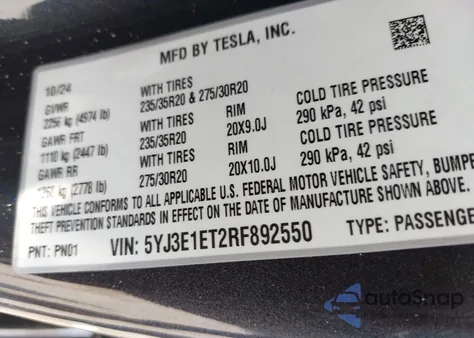 MFD BY TESLA, INC.
10/24
GVWR WITH TIRES
2256 kg (4974 lb) 235/35R20 & 275/30R20
GAWR FRT WITH TIRES RIM COLD TIRE PRESSURE
1110 kg (2447 lb) 235/35R20 20X9.0J 290 kPa, 42 psi
GAWR RR WITH TIRES RIM COLD TIRE PRESSURE
kg (2778 lb) 275/30R20 20X10.0J 290 kPa, 42 psi
THIS VEHICLE CONFORMS TO ALL APPLICABLE U.S. FEDERAL MOTOR VEHICLE SAFETY, BUMPE
THEFT PREVENTION STANDARDS IN EFFECT ON THE DATE OF MANUFACTURE SHOWN ABOVE.
PNT: PN01 VIN: 5YJ3E1ET2RF892550 TYPE: PASSENGE
autoSnap